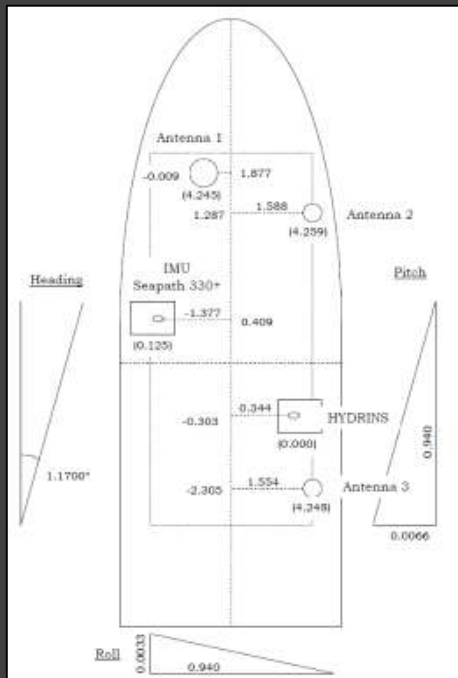 Antenna 1
-0.009
1.877
(4.245)
1.588
1.287
Antenna 2
(4.259)
IMU
Seapath 330+
Heading
Pitch
-1.377
0.409
(0.125)
0.344
-0.303
HYDRINS
(0.000)
0.940
1.1700°
1.554
-2.305
Antenna 3
(4.248)
0.0066
Roll
0.0033
0.940